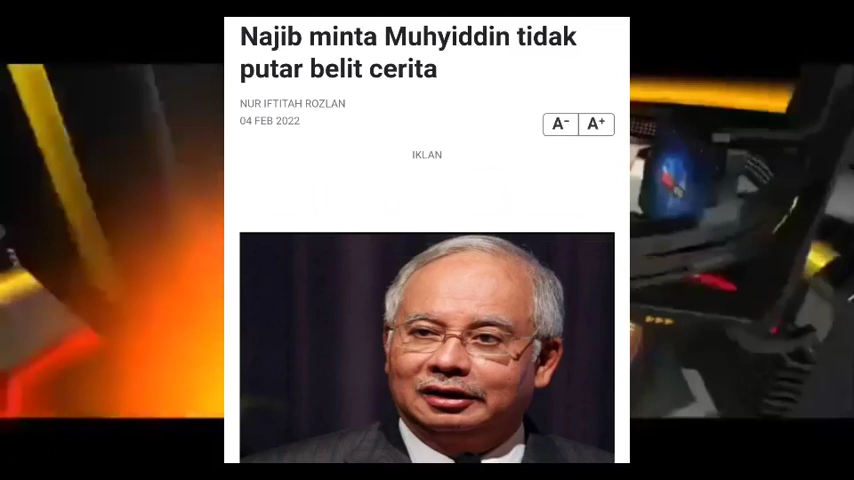 Najib minta Muhyiddin tidak
putar belit cerita
NUR IFTITAH ROZLAN
04 FEB 2022
A- A+
IKLAN